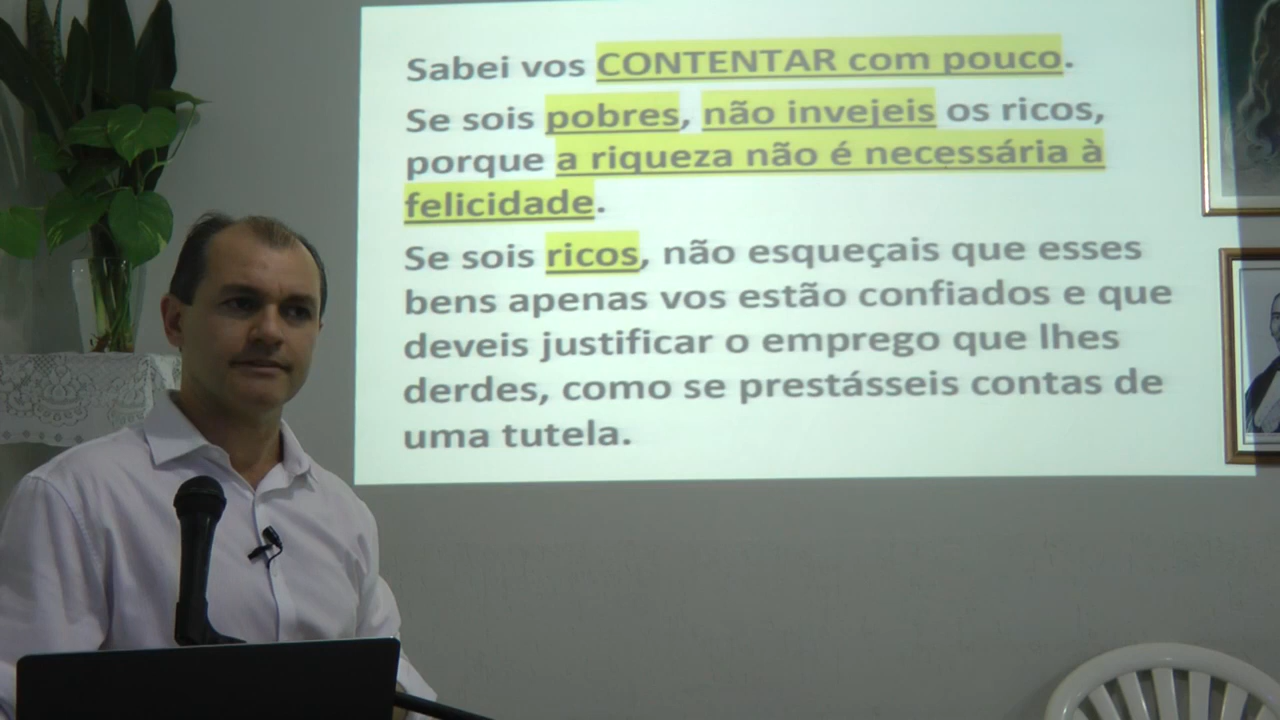 Sabei vos CONTENTAR com pouco.
Se sois pobres, não invejeis os ricos,
porque a riqueza não é necessária à
felicidade.
Se sois ricos, não esqueçais que esses
bens apenas vos estão confiados e que
deveis justificar o emprego que lhes
derdes, como se prestásseis contas de
uma tutela.